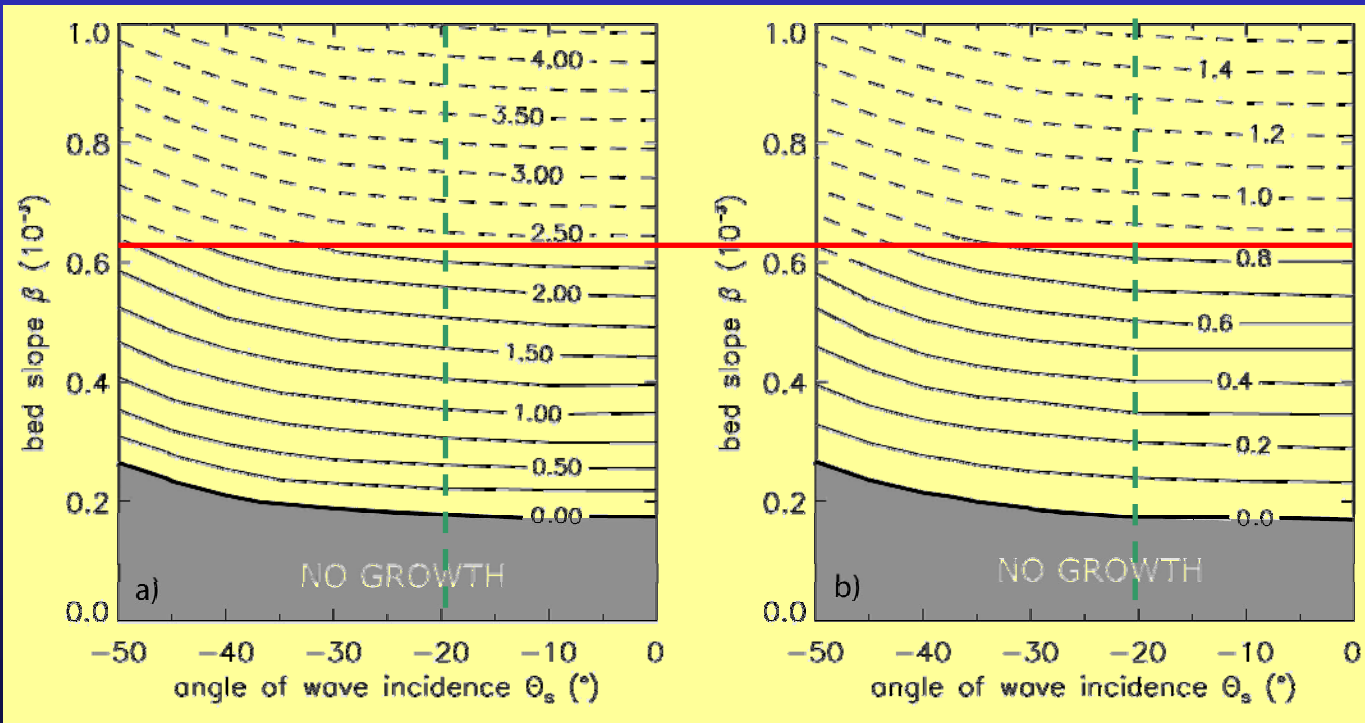 1.0
0.8
0.6
0.4
0.2
0.0
bed slope β (10⁻³)
4.00
3.50
3.00
2.50
2.00
1.50
1.00
0.50
0.00
NO GROWTH
a)
−50 −40 −30 −20 −10 0
angle of wave incidence Θs (°)
1.0
0.8
0.6
0.4
0.2
0.0
bed slope β (10⁻³)
1.4
1.2
1.0
0.8
0.6
0.4
0.2
0.0
NO GROWTH
b)
−50 −40 −30 −20 −10 0
angle of wave incidence Θs (°)